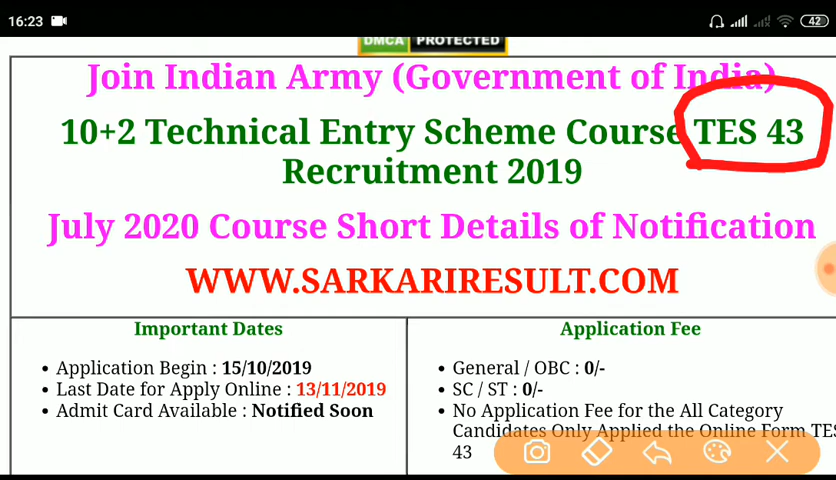 16:23
42
DMCA PROTECTED
Join Indian Army (Government of India)
10+2 Technical Entry Scheme Course TES 43
Recruitment 2019
July 2020 Course Short Details of Notification
WWW.SARKARIRESULT.COM
Important Dates
Application Begin : 15/10/2019
Last Date for Apply Online : 13/11/2019
Admit Card Available : Notified Soon
Application Fee
General / OBC : 0/-
SC / ST : 0/-
No Application Fee for the All Category
Candidates Only Applied the Online Form TES
43